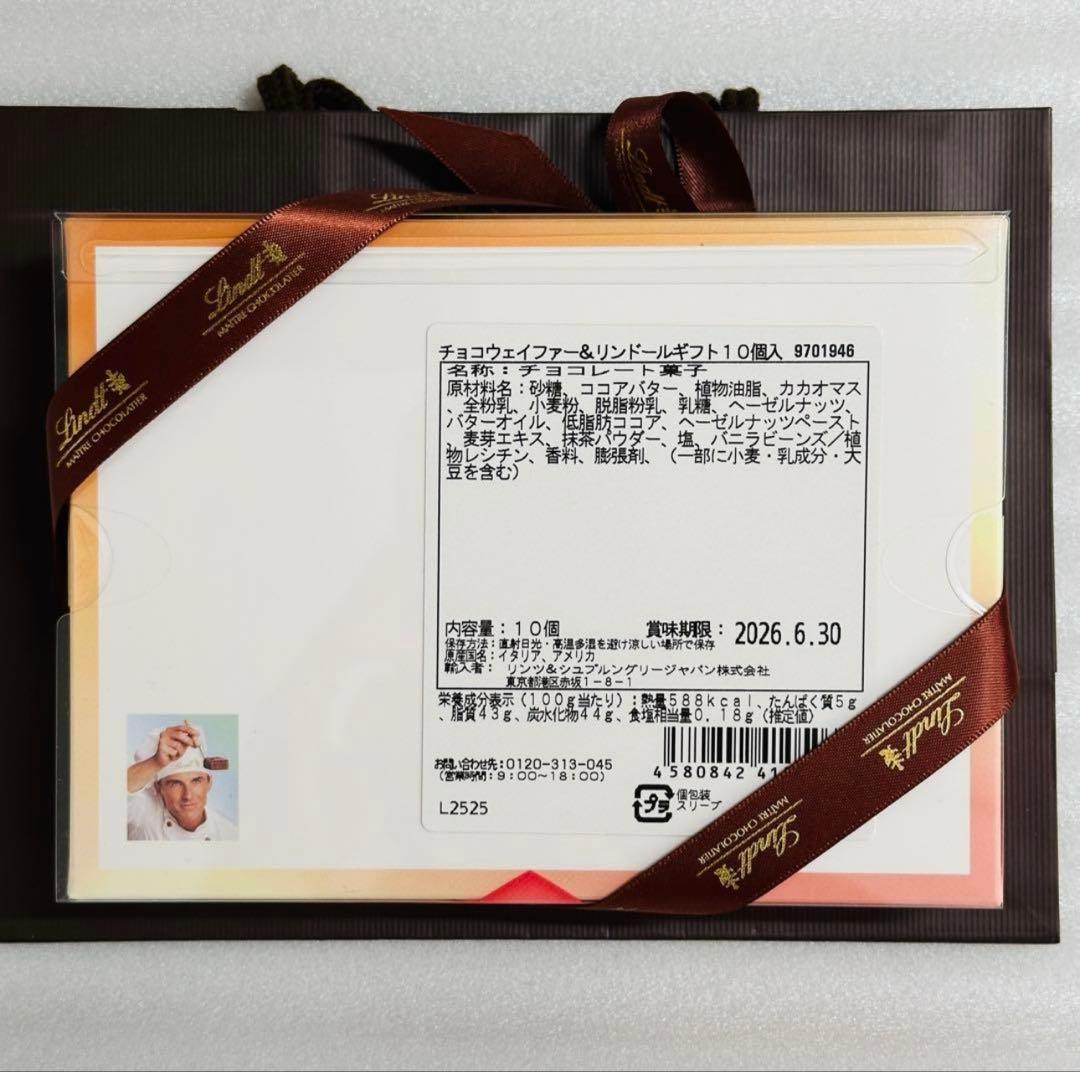 Lindt
MAÎTRE CHOCOLATIER
Lindt
MAÎTRE CHOCOLATIER
Lindt
MAÎTRE CHOCOLATIER
Lindt
チョコウェイファー&リンドールギフト10個入 9701946
名称：チョコレート菓子
原材料名：砂糖、ココアバター、植物油脂、カカオマス
、全粉乳、小麦粉、脱脂粉乳、乳糖、ヘーゼルナッツ、
バターオイル、低脂肪ココア、ヘーゼルナッツペースト
、麦芽エキス、抹茶パウダー、塩、バニラビーンズ／植
物レシチン、香料、膨張剤、（一部に小麦・乳成分・大
豆を含む）
内容量：10個 賞味期限：2026.6.30
保存方法：直射日光・高温多湿を避け涼しい場所で保存
原産国名：イタリア、アメリカ
輸入者： リンツ&シュプルングリージャパン株式会社
東京都港区赤坂1-8-1
栄養成分表示（100g当たり）：熱量588kcal、たんぱく質5g
、脂質43g、炭水化物44g、食塩相当量0.18g（推定値）
4580842 41
お問い合わせ先：0120-313-045
（営業時間：9:00～18:00）
プラ
個包装
スリーブ
L2525
Lindt
MAÎTRE CHOCOLATIER
Lindt
MAÎTRE CHOCOLATIER